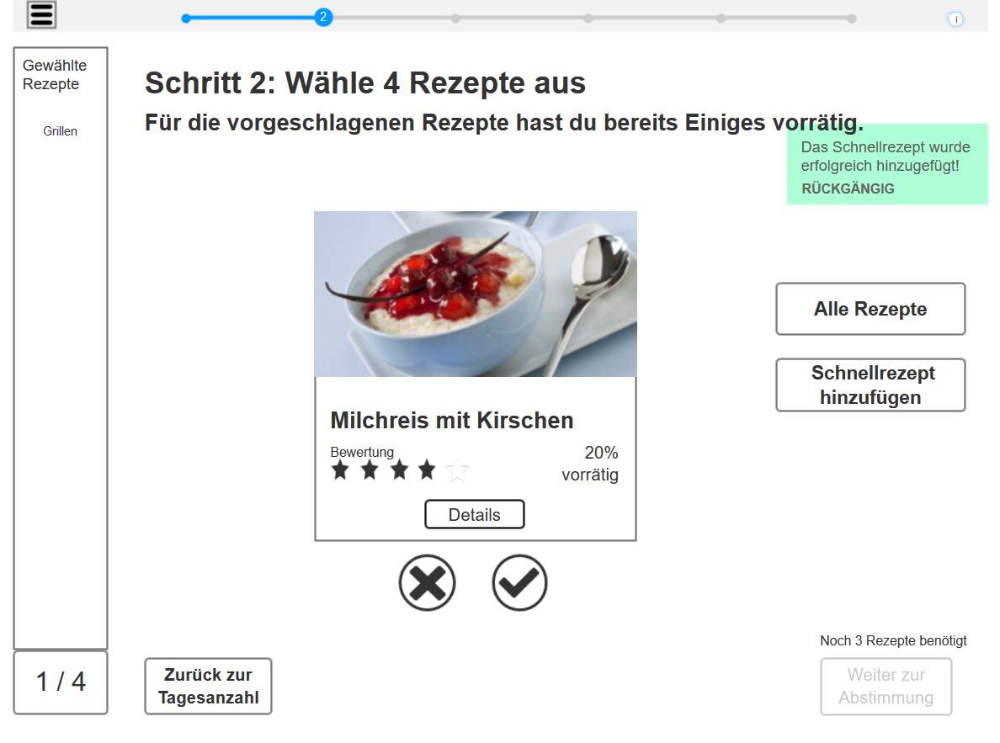 2
i
Gewählte
Rezepte
Grillen
Schritt 2: Wähle 4 Rezepte aus
Für die vorgeschlagenen Rezepte hast du bereits Einiges vorrätig.
Das Schnellrezept wurde
erfolgreich hinzugefügt!
RÜCKGÄNGIG
Alle Rezepte
Schnellrezept
hinzufügen
Milchreis mit Kirschen
Bewertung
20%
vorrätig
Details
Noch 3 Rezepte benötigt
1 / 4
Zurück zur
Tagesanzahl
Weiter zur
Abstimmung